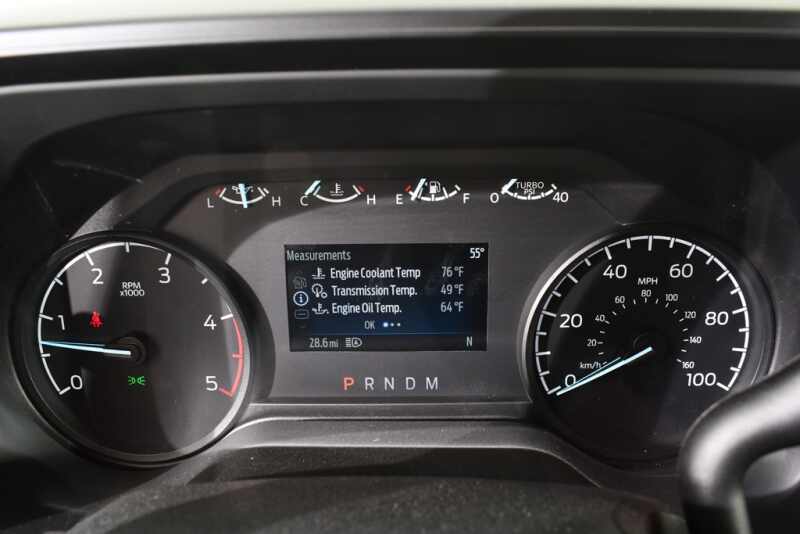 L H C H E F
TURBO
PSI
0 40
Measurements 55°
Engine Coolant Temp 76 °F
Transmission Temp. 49 °F
Engine Oil Temp. 64 °F
OK
28.6 mi N
P R N D M
RPM
x1000
0 1 2 3 4 5
MPH
0 20 40 60 80 100
20 40 60 80 100 120 140 160
km/h